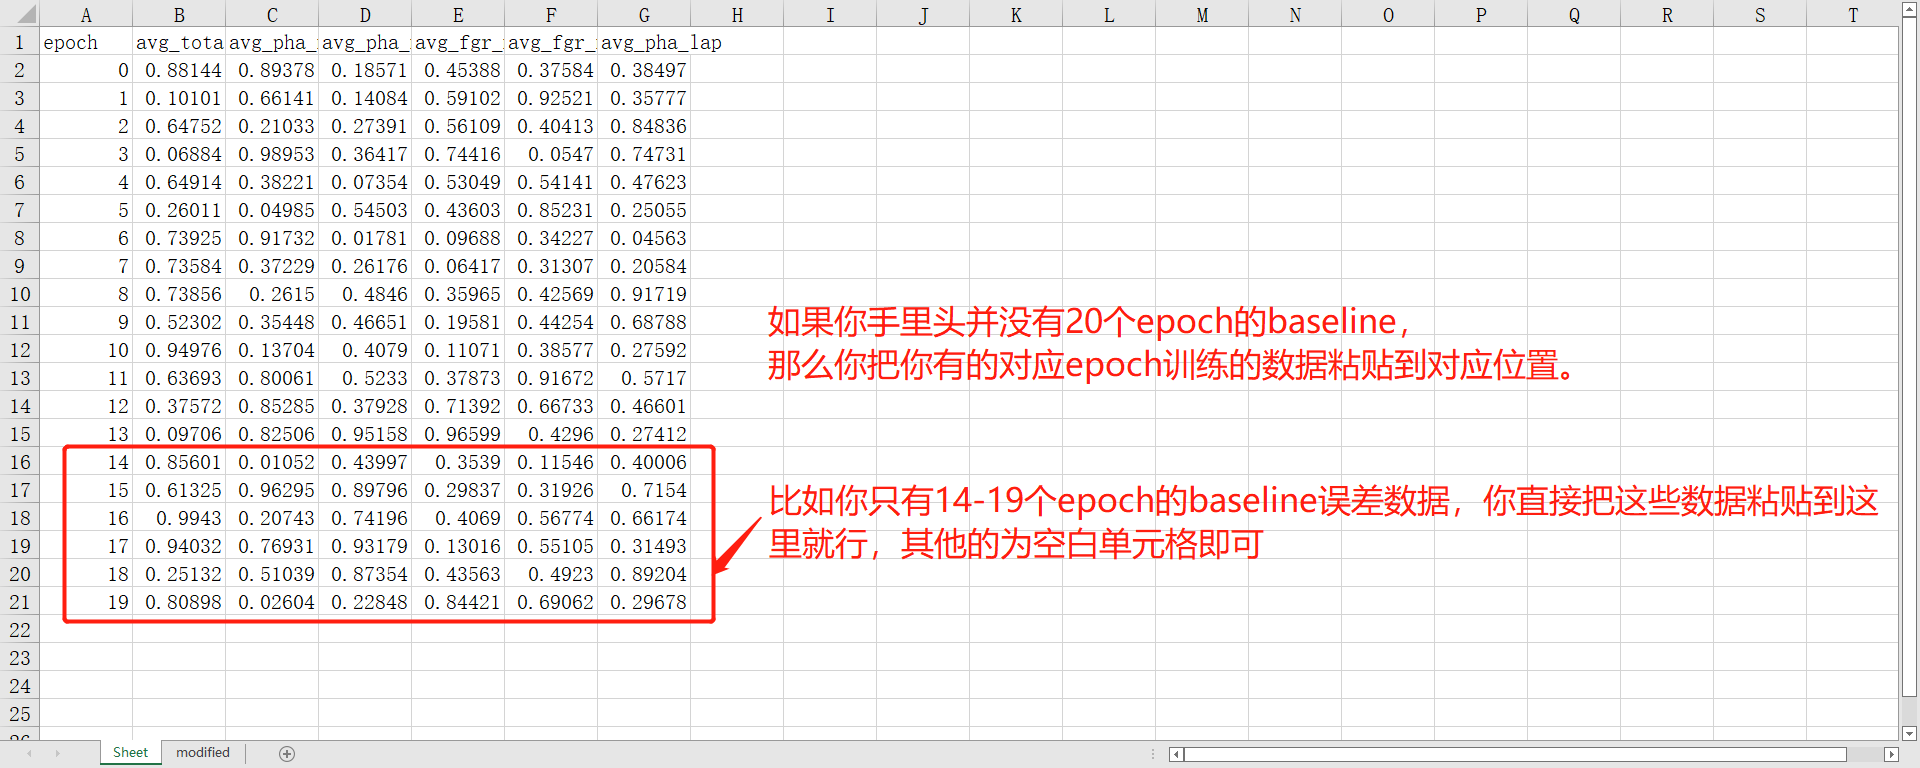 A B C D E F G H I J K L M N O P Q R S T
1 epoch avg_tota avg_pha_ avg_pha_ avg_fgr_ avg_fgr_ avg_pha_lap
2 0 0.88144 0.89378 0.18571 0.45388 0.37584 0.38497
3 1 0.10101 0.66141 0.14084 0.59102 0.92521 0.35777
4 2 0.64752 0.21033 0.27391 0.56109 0.40413 0.84836
5 3 0.06884 0.98953 0.36417 0.74416 0.0547 0.74731
6 4 0.64914 0.38221 0.07354 0.53049 0.54141 0.47623
7 5 0.26011 0.04985 0.54503 0.43603 0.85231 0.25055
8 6 0.73925 0.91732 0.01781 0.09688 0.34227 0.04563
9 7 0.73584 0.37229 0.26176 0.06417 0.31307 0.20584
10 8 0.73856 0.2615 0.4846 0.35965 0.42569 0.91719
11 9 0.52302 0.35448 0.46651 0.19581 0.44254 0.68788
12 10 0.94976 0.13704 0.4079 0.11071 0.38577 0.27592
13 11 0.63693 0.80061 0.5233 0.37873 0.91672 0.5717
14 12 0.37572 0.85285 0.37928 0.71392 0.66733 0.46601
15 13 0.09706 0.82506 0.95158 0.96599 0.4296 0.27412
16 14 0.85601 0.01052 0.43997 0.3539 0.11546 0.40006
17 15 0.61325 0.96295 0.89796 0.29837 0.31926 0.7154
18 16 0.9943 0.20743 0.74196 0.4069 0.56774 0.66174
19 17 0.94032 0.76931 0.93179 0.13016 0.55105 0.31493
20 18 0.25132 0.51039 0.87354 0.43563 0.4923 0.89204
21 19 0.80898 0.02604 0.22848 0.84421 0.69062 0.29678
22
23
24
25
26
如果你手里头并没有20个epoch的baseline，
那么你把你有的对应epoch训练的数据粘贴到对应位置。
比如你只有14-19个epoch的baseline误差数据，你直接把这些数据粘贴到这
里就行，其他的为空白单元格即可
Sheet modified